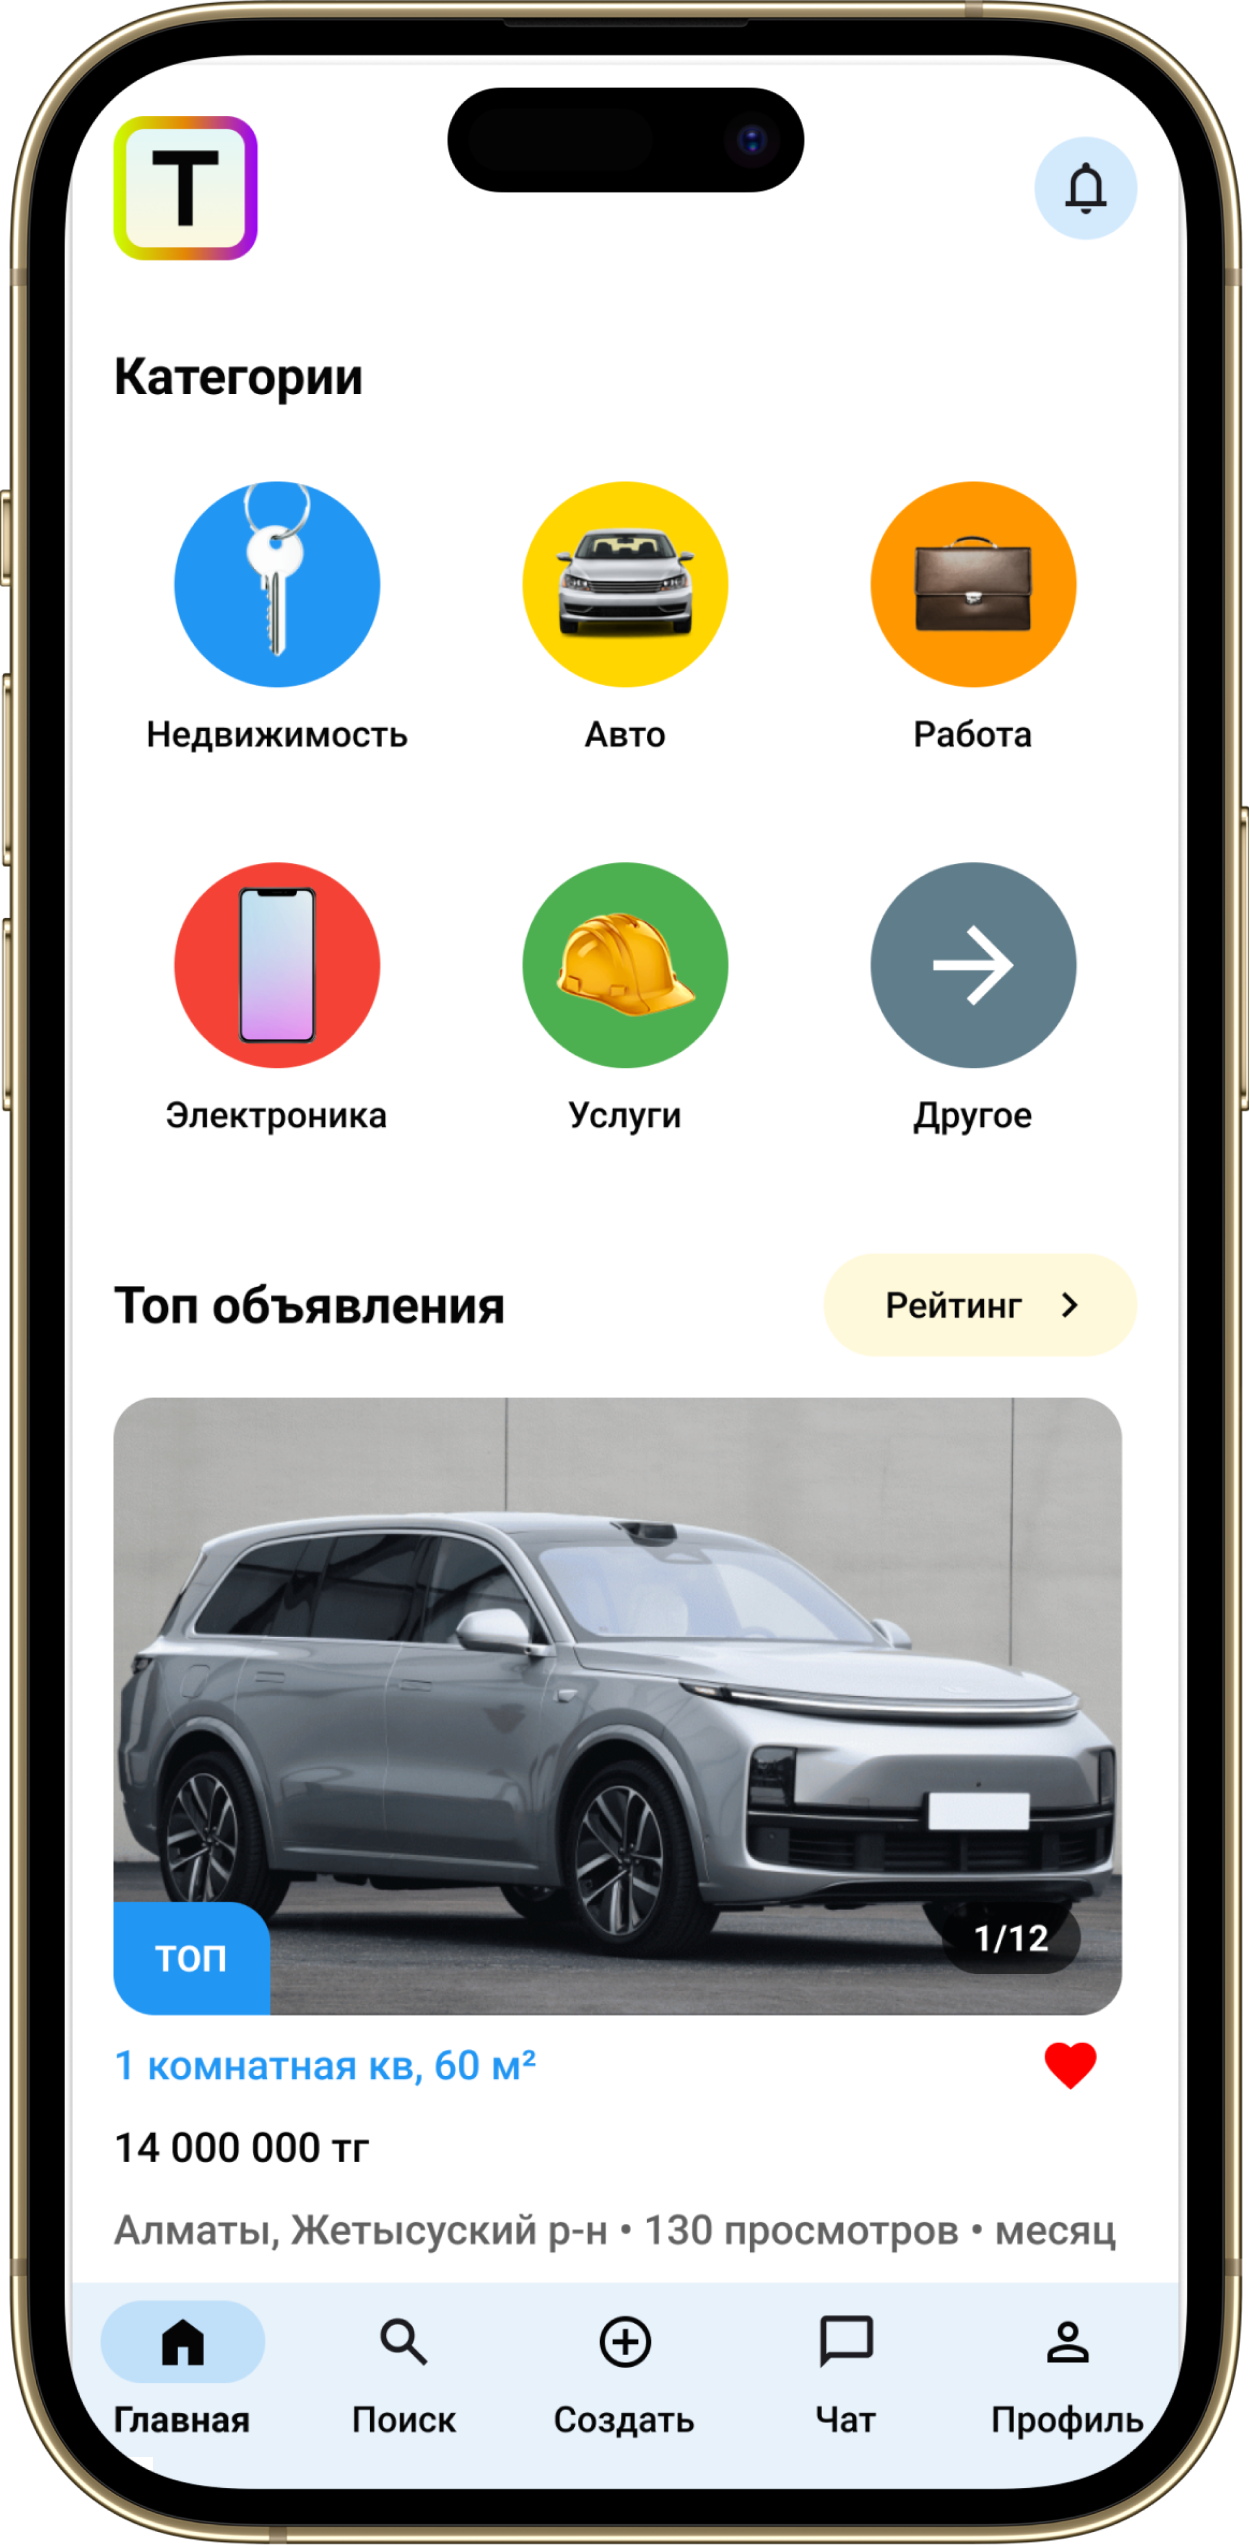 T
Категории
Недвижимость
Авто
Работа
Электроника
Услуги
Другое
Топ объявления
Рейтинг
1/12
ТОП
1 комнатная кв, 60 м²
14 000 000 тг
Алматы, Жетысуский р-н • 130 просмотров • месяц
Главная
Поиск
Создать
Чат
Профиль